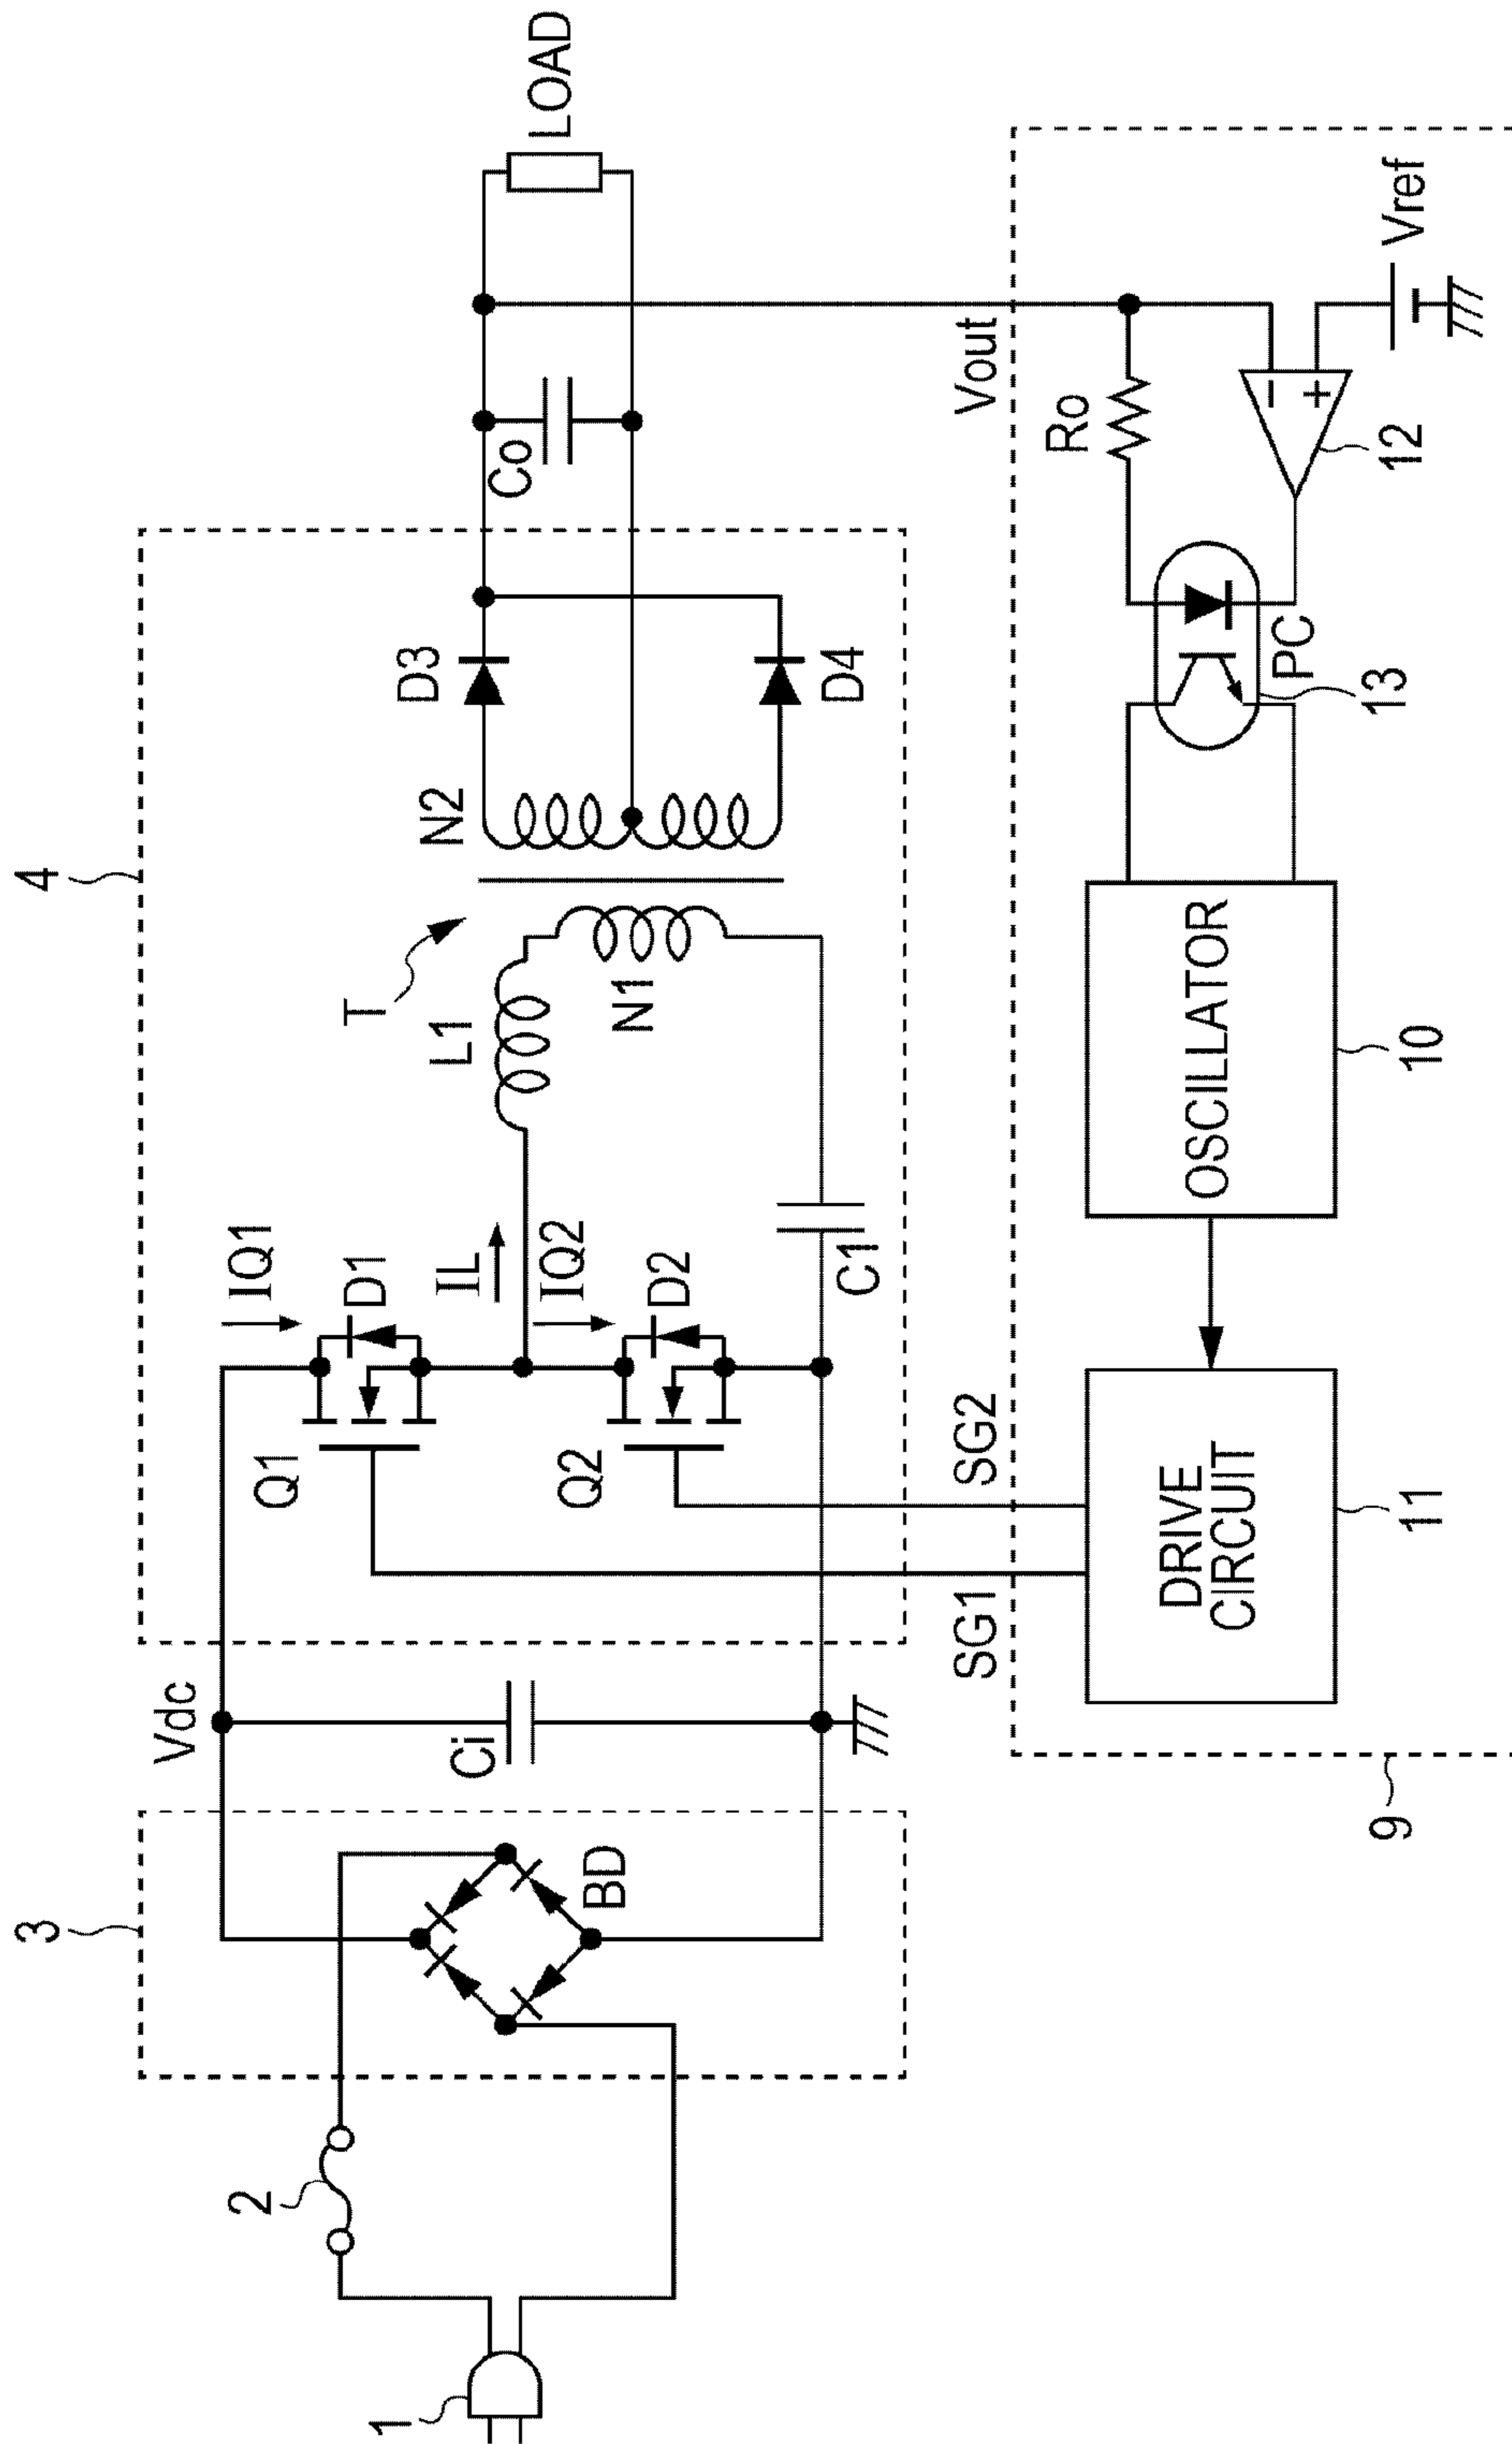 1
2
3
BD
Vdc
Ci
4
Q1
IQ1
D1
IL
Q2
IQ2
D2
C1
L1
T
N1
N2
D3
D4
Co
LOAD
SG1
SG2
Vout
9
DRIVE
CIRCUIT
11
OSCILLATOR
10
13
PC
Ro
12
Vref